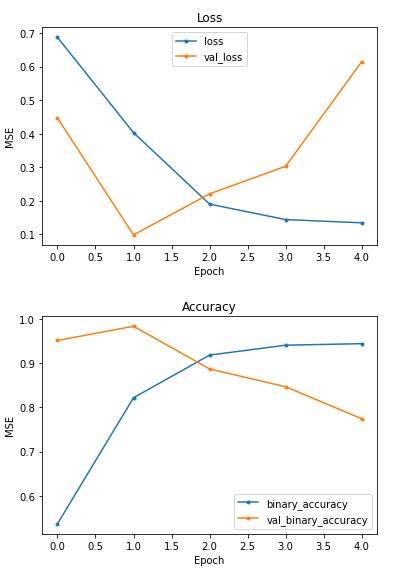 Loss
0.7
0.6
0.5
0.4
0.3
0.2
0.1
MSE
loss
val_loss
0.0 0.5 1.0 1.5 2.0 2.5 3.0 3.5 4.0
Epoch
Accuracy
1.0
0.9
0.8
0.7
0.6
MSE
binary_accuracy
val_binary_accuracy
0.0 0.5 1.0 1.5 2.0 2.5 3.0 3.5 4.0
Epoch